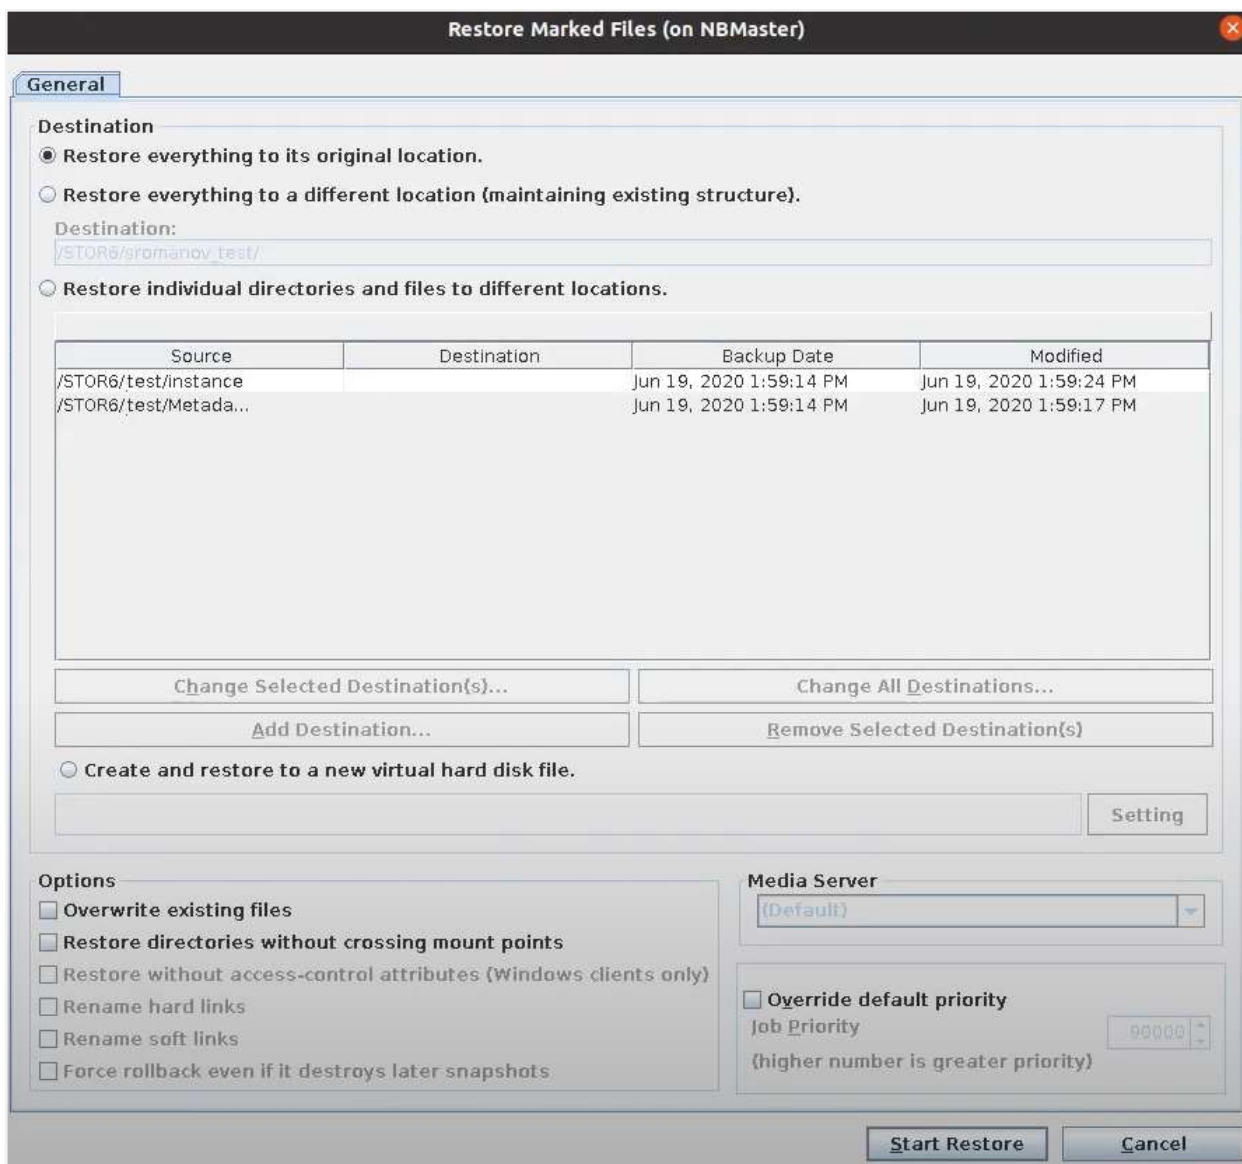 Restore Marked Files (on NBMaster)
General
Destination
Restore everything to its original location.
Restore everything to a different location (maintaining existing structure).
Destination:
/STOR6/sromanov_test/
Restore individual directories and files to different locations.
Source Destination Backup Date Modified
/STOR6/test/instance Jun 19, 2020 1:59:14 PM Jun 19, 2020 1:59:24 PM
/STOR6/test/Metada... Jun 19, 2020 1:59:14 PM Jun 19, 2020 1:59:17 PM
Change Selected Destination(s)... Change All Destinations...
Add Destination... Remove Selected Destination(s)
Create and restore to a new virtual hard disk file.
Setting
Options
Overwrite existing files
Restore directories without crossing mount points
Restore without access-control attributes (Windows clients only)
Rename hard links
Rename soft links
Force rollback even if it destroys later snapshots
Media Server
(Default)
Override default priority
Job Priority 90000
(higher number is greater priority)
Start Restore Cancel